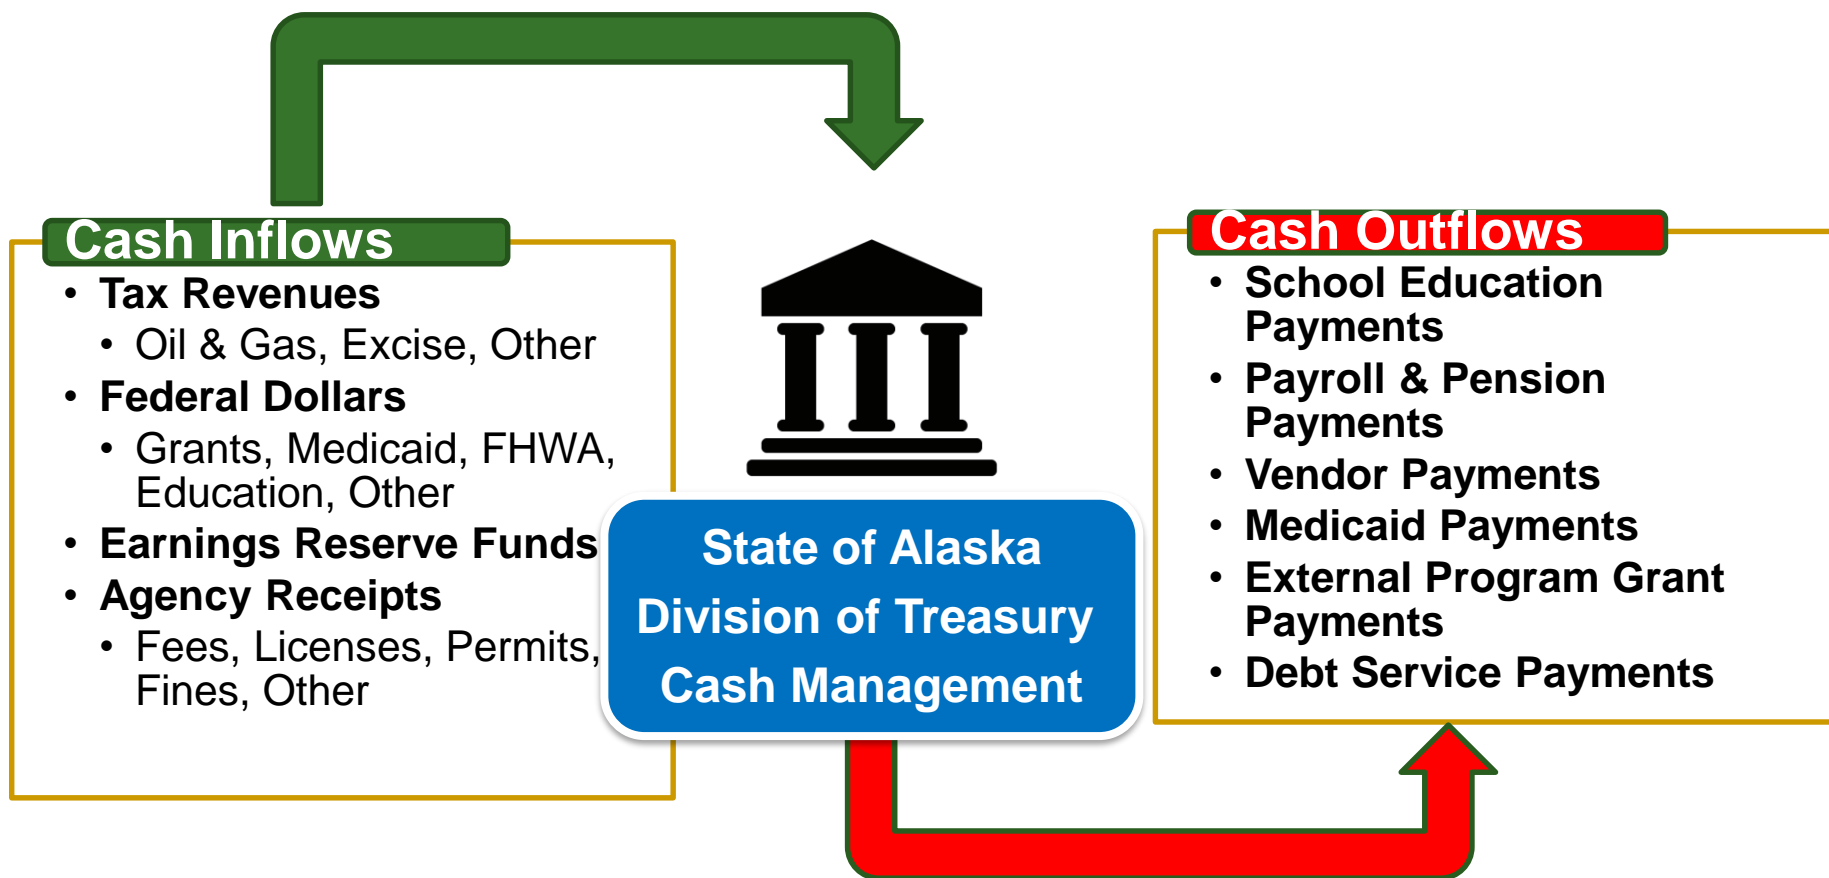 Cash Inflows
• Tax Revenues
• Oil & Gas, Excise, Other
• Federal Dollars
• Grants, Medicaid, FHWA,
Education, Other
• Earnings Reserve Funds
• Agency Receipts
• Fees, Licenses, Permits,
Fines, Other
State of Alaska
Division of Treasury
Cash Management
Cash Outflows
• School Education
Payments
• Payroll & Pension
Payments
• Vendor Payments
• Medicaid Payments
• External Program Grant
Payments
• Debt Service Payments